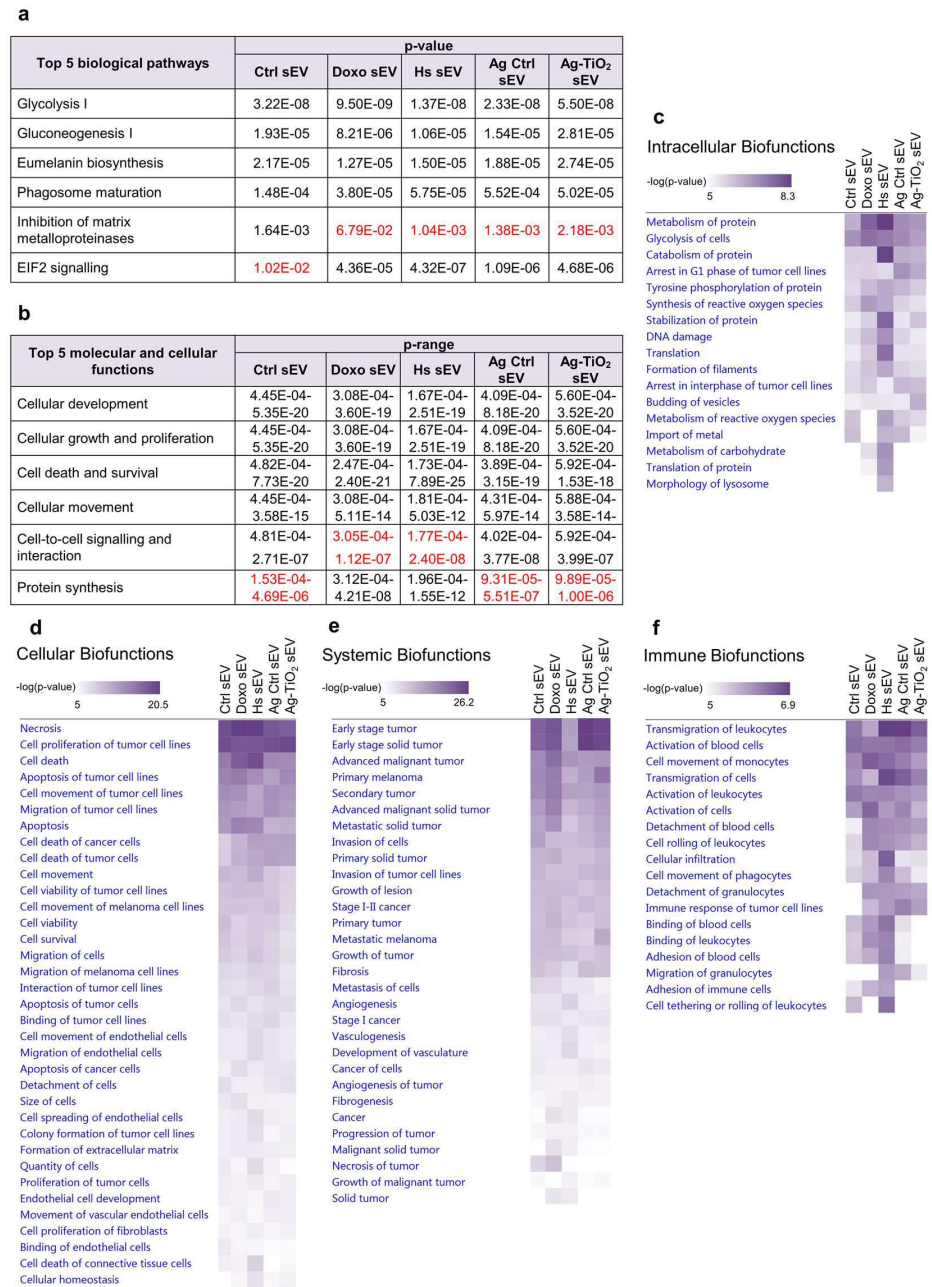 a
Top 5 biological pathways
p-value
Ctrl sEV
Doxo sEV
Hs sEV
Ag Ctrl
sEV
Ag-TiO2
sEV
Glycolysis I 3.22E-08 9.50E-09 1.37E-08 2.33E-08 5.50E-08
Gluconeogenesis I 1.93E-05 8.21E-06 1.06E-05 1.54E-05 2.81E-05
Eumelanin biosynthesis 2.17E-05 1.27E-05 1.50E-05 1.88E-05 2.74E-05
Phagosome maturation 1.48E-04 3.80E-05 5.75E-05 5.52E-04 5.02E-05
Inhibition of matrix
metalloproteinases 1.64E-03 6.79E-02 1.04E-03 1.38E-03 2.18E-03
EIF2 signalling 1.02E-02 4.36E-05 4.32E-07 1.09E-06 4.68E-06
b
Top 5 molecular and cellular
functions
p-range
Ctrl sEV
Doxo sEV
Hs sEV
Ag Ctrl
sEV
Ag-TiO2
sEV
Cellular development
4.45E-04- 3.08E-04- 1.67E-04- 4.09E-04- 5.60E-04-
5.35E-20 3.60E-19 2.51E-19 8.18E-20 3.52E-20
Cellular growth and proliferation
4.45E-04- 3.08E-04- 1.67E-04- 4.09E-04- 5.60E-04-
5.35E-20 3.60E-19 2.51E-19 8.18E-20 3.52E-20
Cell death and survival
4.82E-04- 2.47E-04- 1.73E-04- 3.89E-04- 5.92E-04-
7.73E-20 2.40E-21 7.89E-25 3.15E-19 1.53E-18
Cellular movement
4.45E-04- 3.08E-04- 1.81E-04- 4.31E-04- 5.88E-04-
3.58E-15 5.11E-14 5.03E-12 5.97E-14 3.58E-14-
Cell-to-cell signalling and
interaction
4.81E-04- 3.05E-04- 1.77E-04- 4.02E-04- 5.92E-04-
2.71E-07 1.12E-07 2.40E-08 3.77E-08 3.99E-07
Protein synthesis
1.53E-04- 3.12E-04- 1.96E-04- 9.31E-05- 9.89E-05-
4.69E-06 4.21E-08 1.55E-12 5.51E-07 1.00E-06
c
Intracellular Biofunctions
-log(p-value)
5 8.3
Ctrl sEV
Doxo sEV
Hs sEV
Ag Ctrl sEV
Ag-TiO2 sEV
Metabolism of protein
Glycolysis of cells
Catabolism of protein
Arrest in G1 phase of tumor cell lines
Tyrosine phosphorylation of protein
Synthesis of reactive oxygen species
Stabilization of protein
DNA damage
Translation
Formation of filaments
Arrest in interphase of tumor cell lines
Budding of vesicles
Metabolism of reactive oxygen species
Import of metal
Metabolism of carbohydrate
Translation of protein
Morphology of lysosome
d
Cellular Biofunctions
-log(p-value)
5 20.5
Ctrl sEV
Doxo sEV
Hs sEV
Ag Ctrl sEV
Ag-TiO2 sEV
Necrosis
Cell proliferation of tumor cell lines
Cell death
Apoptosis of tumor cell lines
Cell movement of tumor cell lines
Migration of tumor cell lines
Apoptosis
Cell death of cancer cells
Cell death of tumor cells
Cell movement
Cell viability of tumor cell lines
Cell movement of melanoma cell lines
Cell viability
Cell survival
Migration of cells
Migration of melanoma cell lines
Interaction of tumor cell lines
Apoptosis of tumor cells
Binding of tumor cell lines
Cell movement of endothelial cells
Migration of endothelial cells
Apoptosis of cancer cells
Detachment of cells
Size of cells
Cell spreading of endothelial cells
Colony formation of tumor cell lines
Formation of extracellular matrix
Quantity of cells
Proliferation of tumor cells
Endothelial cell development
Movement of vascular endothelial cells
Cell proliferation of fibroblasts
Binding of endothelial cells
Cell death of connective tissue cells
Cellular homeostasis
e
Systemic Biofunctions
-log(p-value)
5 26.2
Ctrl sEV
Doxo sEV
Hs sEV
Ag Ctrl sEV
Ag-TiO2 sEV
Early stage tumor
Early stage solid tumor
Advanced malignant tumor
Primary melanoma
Secondary tumor
Advanced malignant solid tumor
Metastatic solid tumor
Invasion of cells
Primary solid tumor
Invasion of tumor cell lines
Growth of lesion
Stage I-II cancer
Primary tumor
Metastatic melanoma
Growth of tumor
Fibrosis
Metastasis of cells
Angiogenesis
Stage I cancer
Vasculogenesis
Development of vasculature
Cancer of cells
Angiogenesis of tumor
Fibrogenesis
Cancer
Progression of tumor
Malignant solid tumor
Necrosis of tumor
Growth of malignant tumor
Solid tumor
f
Immune Biofunctions
-log(p-value)
5 6.9
Ctrl sEV
Doxo sEV
Hs sEV
Ag Ctrl sEV
Ag-TiO2 sEV
Transmigration of leukocytes
Activation of blood cells
Cell movement of monocytes
Transmigration of cells
Activation of leukocytes
Activation of cells
Detachment of blood cells
Cell rolling of leukocytes
Cellular infiltration
Cell movement of phagocytes
Detachment of granulocytes
Immune response of tumor cell lines
Binding of blood cells
Binding of leukocytes
Adhesion of blood cells
Migration of granulocytes
Adhesion of immune cells
Cell tethering or rolling of leukocytes